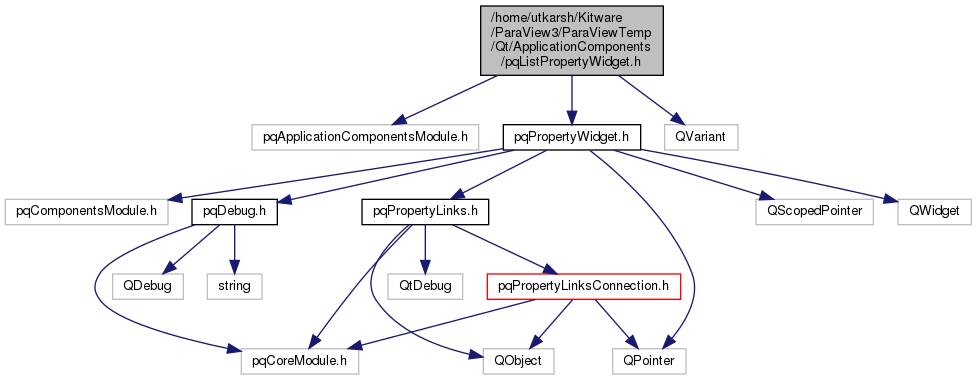 /home/utkarsh/Kitware
/ParaView3/ParaViewTemp
/Qt/ApplicationComponents
/pqListPropertyWidget.h
pqApplicationComponentsModule.h
pqPropertyWidget.h
QVariant
pqComponentsModule.h
pqDebug.h
pqPropertyLinks.h
QScopedPointer
QWidget
QDebug
string
QtDebug
pqPropertyLinksConnection.h
pqCoreModule.h
QObject
QPointer